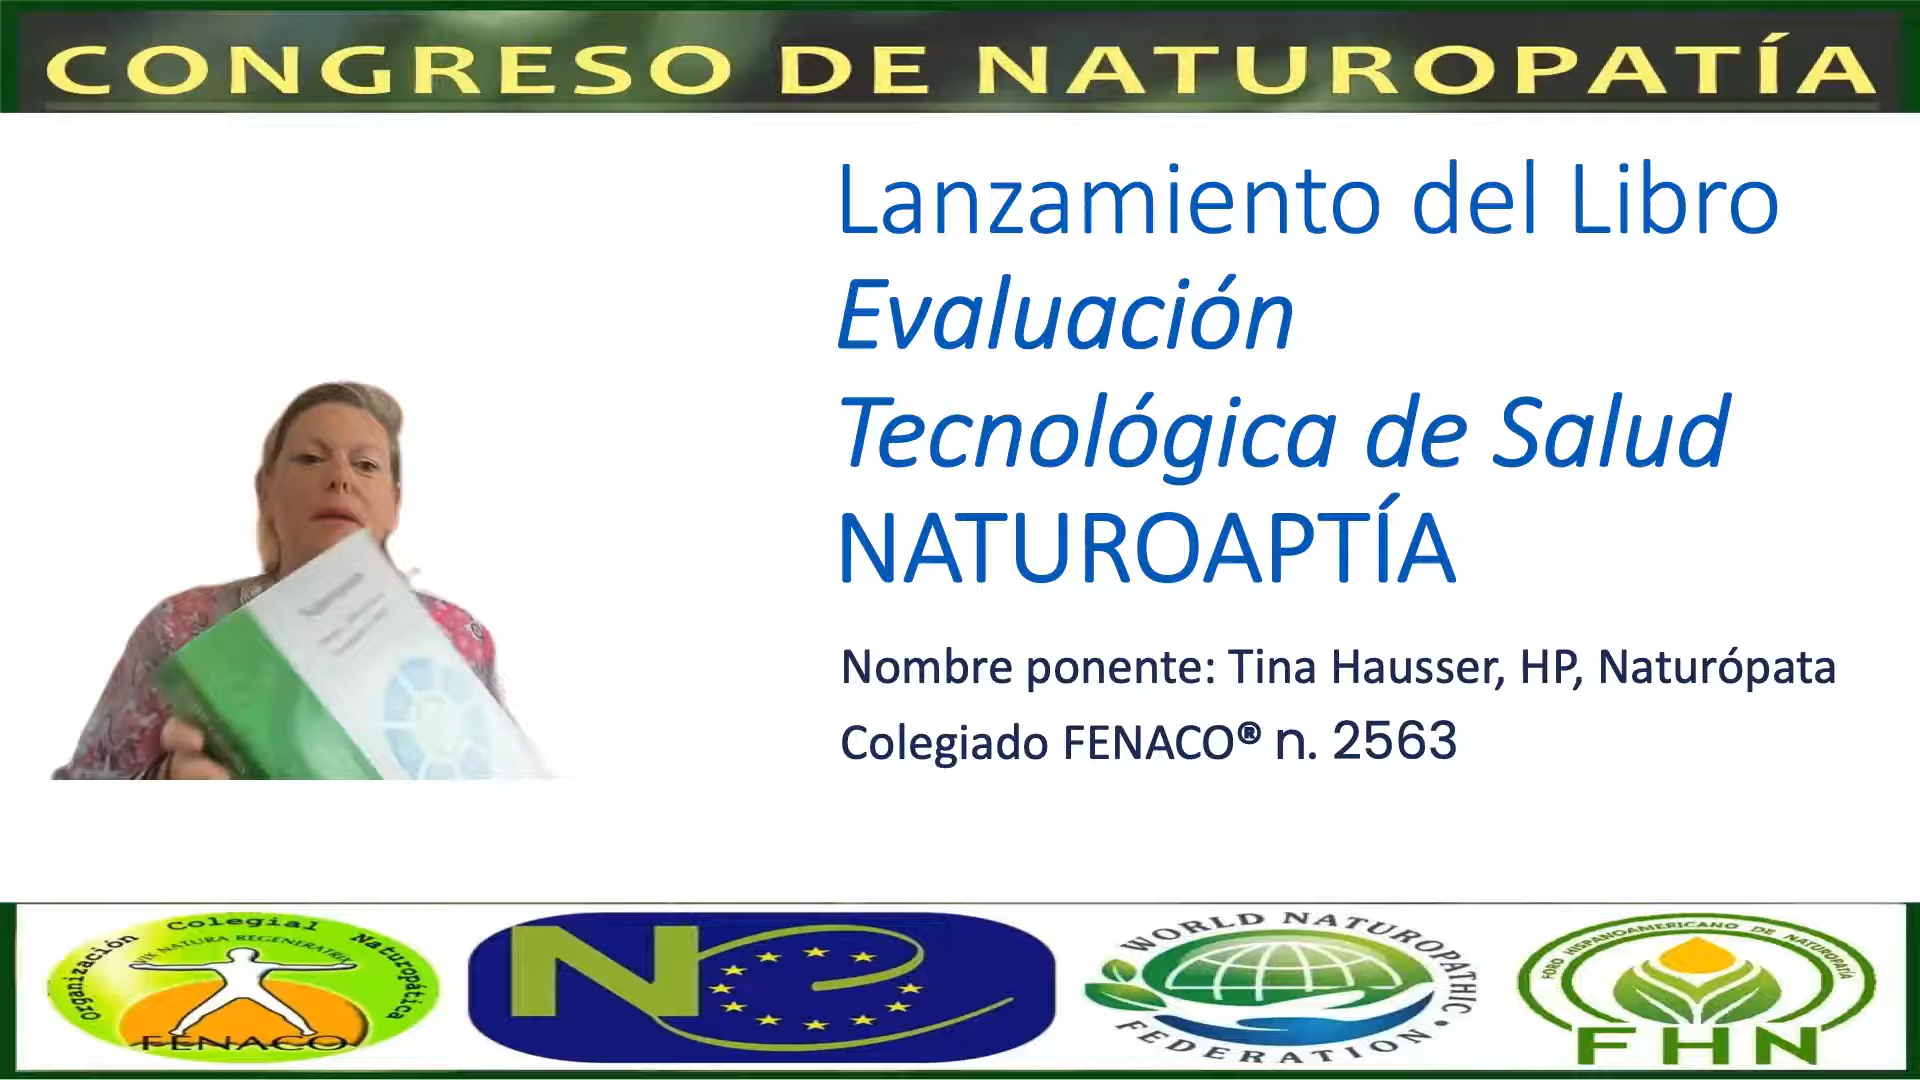 CONGRESO DE NATUROPATÍA
Lanzamiento del Libro
Evaluación
Tecnológica de Salud
NATUROAPTÍA
Nombre ponente: Tina Hausser, HP, Naturópata
Colegiado FENACO® n. 2563
Organización Colegial Naturopática
VIX NATURA REGENERATRIX
FENACO
N
WORLD NATUROPATHIC
FEDERATION
FORO HISPANOAMERICANO DE NATUROPATÍA
FHN